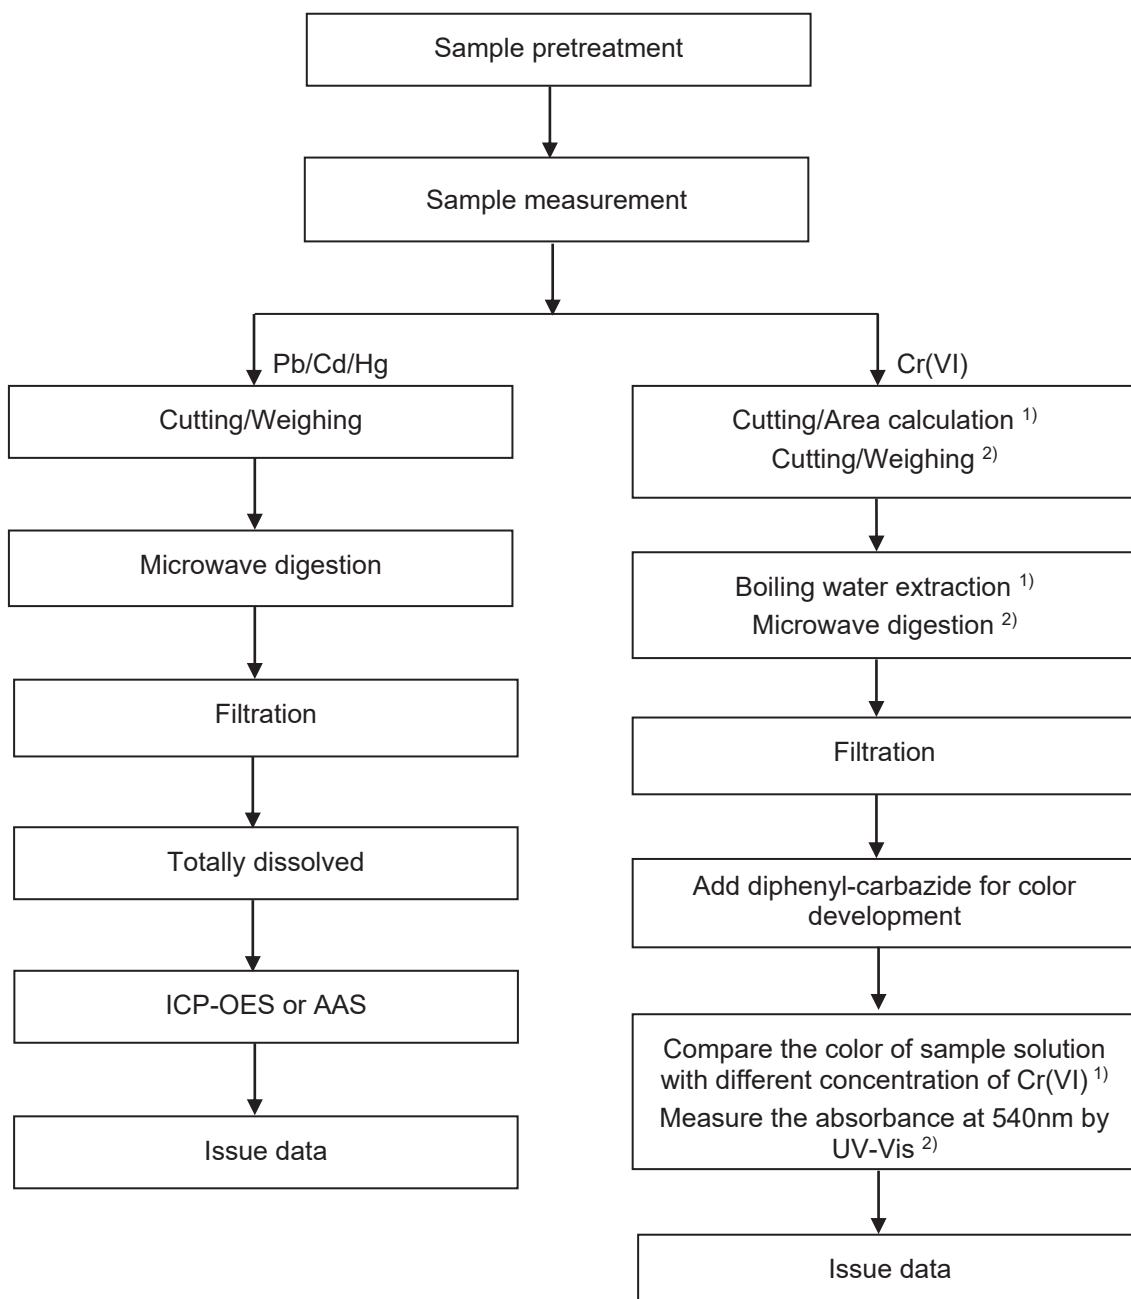 Sample pretreatment
Sample measurement
Pb/Cd/Hg
Cutting/Weighing
Microwave digestion
Filtration
Totally dissolved
ICP-OES or AAS
Issue data
Cr(VI)
Cutting/Area calculation 1)
Cutting/Weighing 2)
Boiling water extraction 1)
Microwave digestion 2)
Filtration
Add diphenyl-carbazide for color
development
Compare the color of sample solution
with different concentration of Cr(VI) 1)
Measure the absorbance at 540nm by
UV-Vis 2)
Issue data